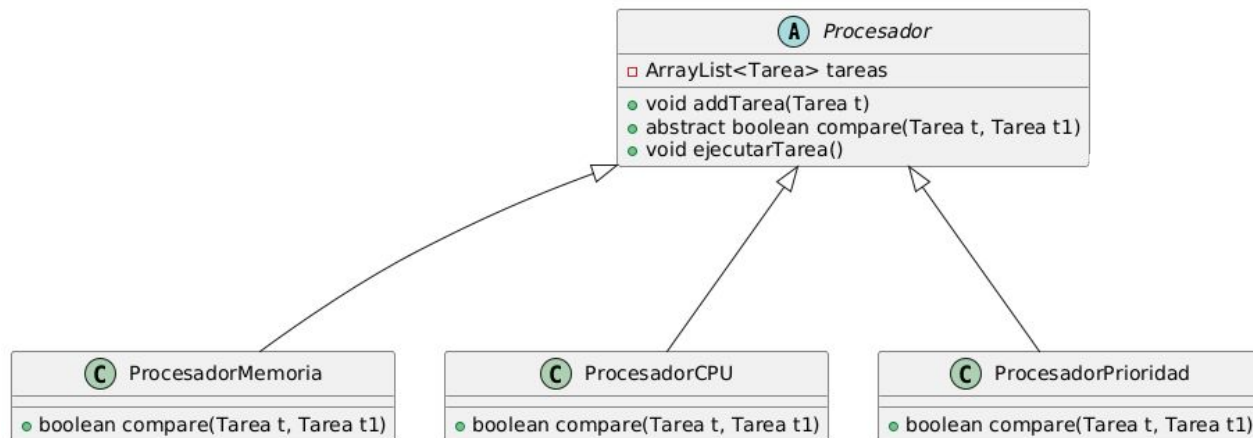 A Procesador
ArrayList<Tarea> tareas
void addTarea(Tarea t)
abstract boolean compare(Tarea t, Tarea t1)
void ejecutarTarea()
C ProcesadorMemoria
boolean compare(Tarea t, Tarea t1)
C ProcesadorCPU
boolean compare(Tarea t, Tarea t1)
C ProcesadorPrioridad
boolean compare(Tarea t, Tarea t1)